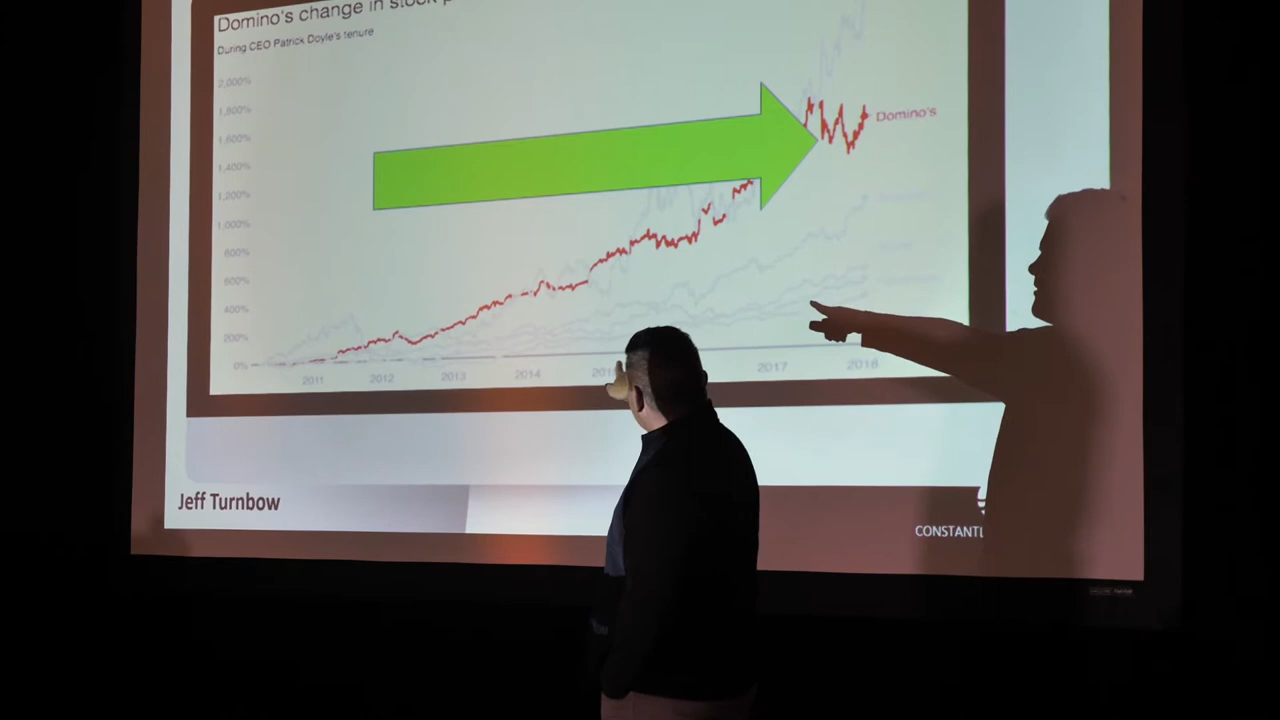 Domino's change in stock
During CEO Patrick Doyle's tenure
2,000%
1,800%
1,600%
1,400%
1,200%
1,000%
800%
600%
400%
200%
0%
Domino's
2011 2012 2013 2014 2017 2018
Jeff Turnbow
CONSTANTL